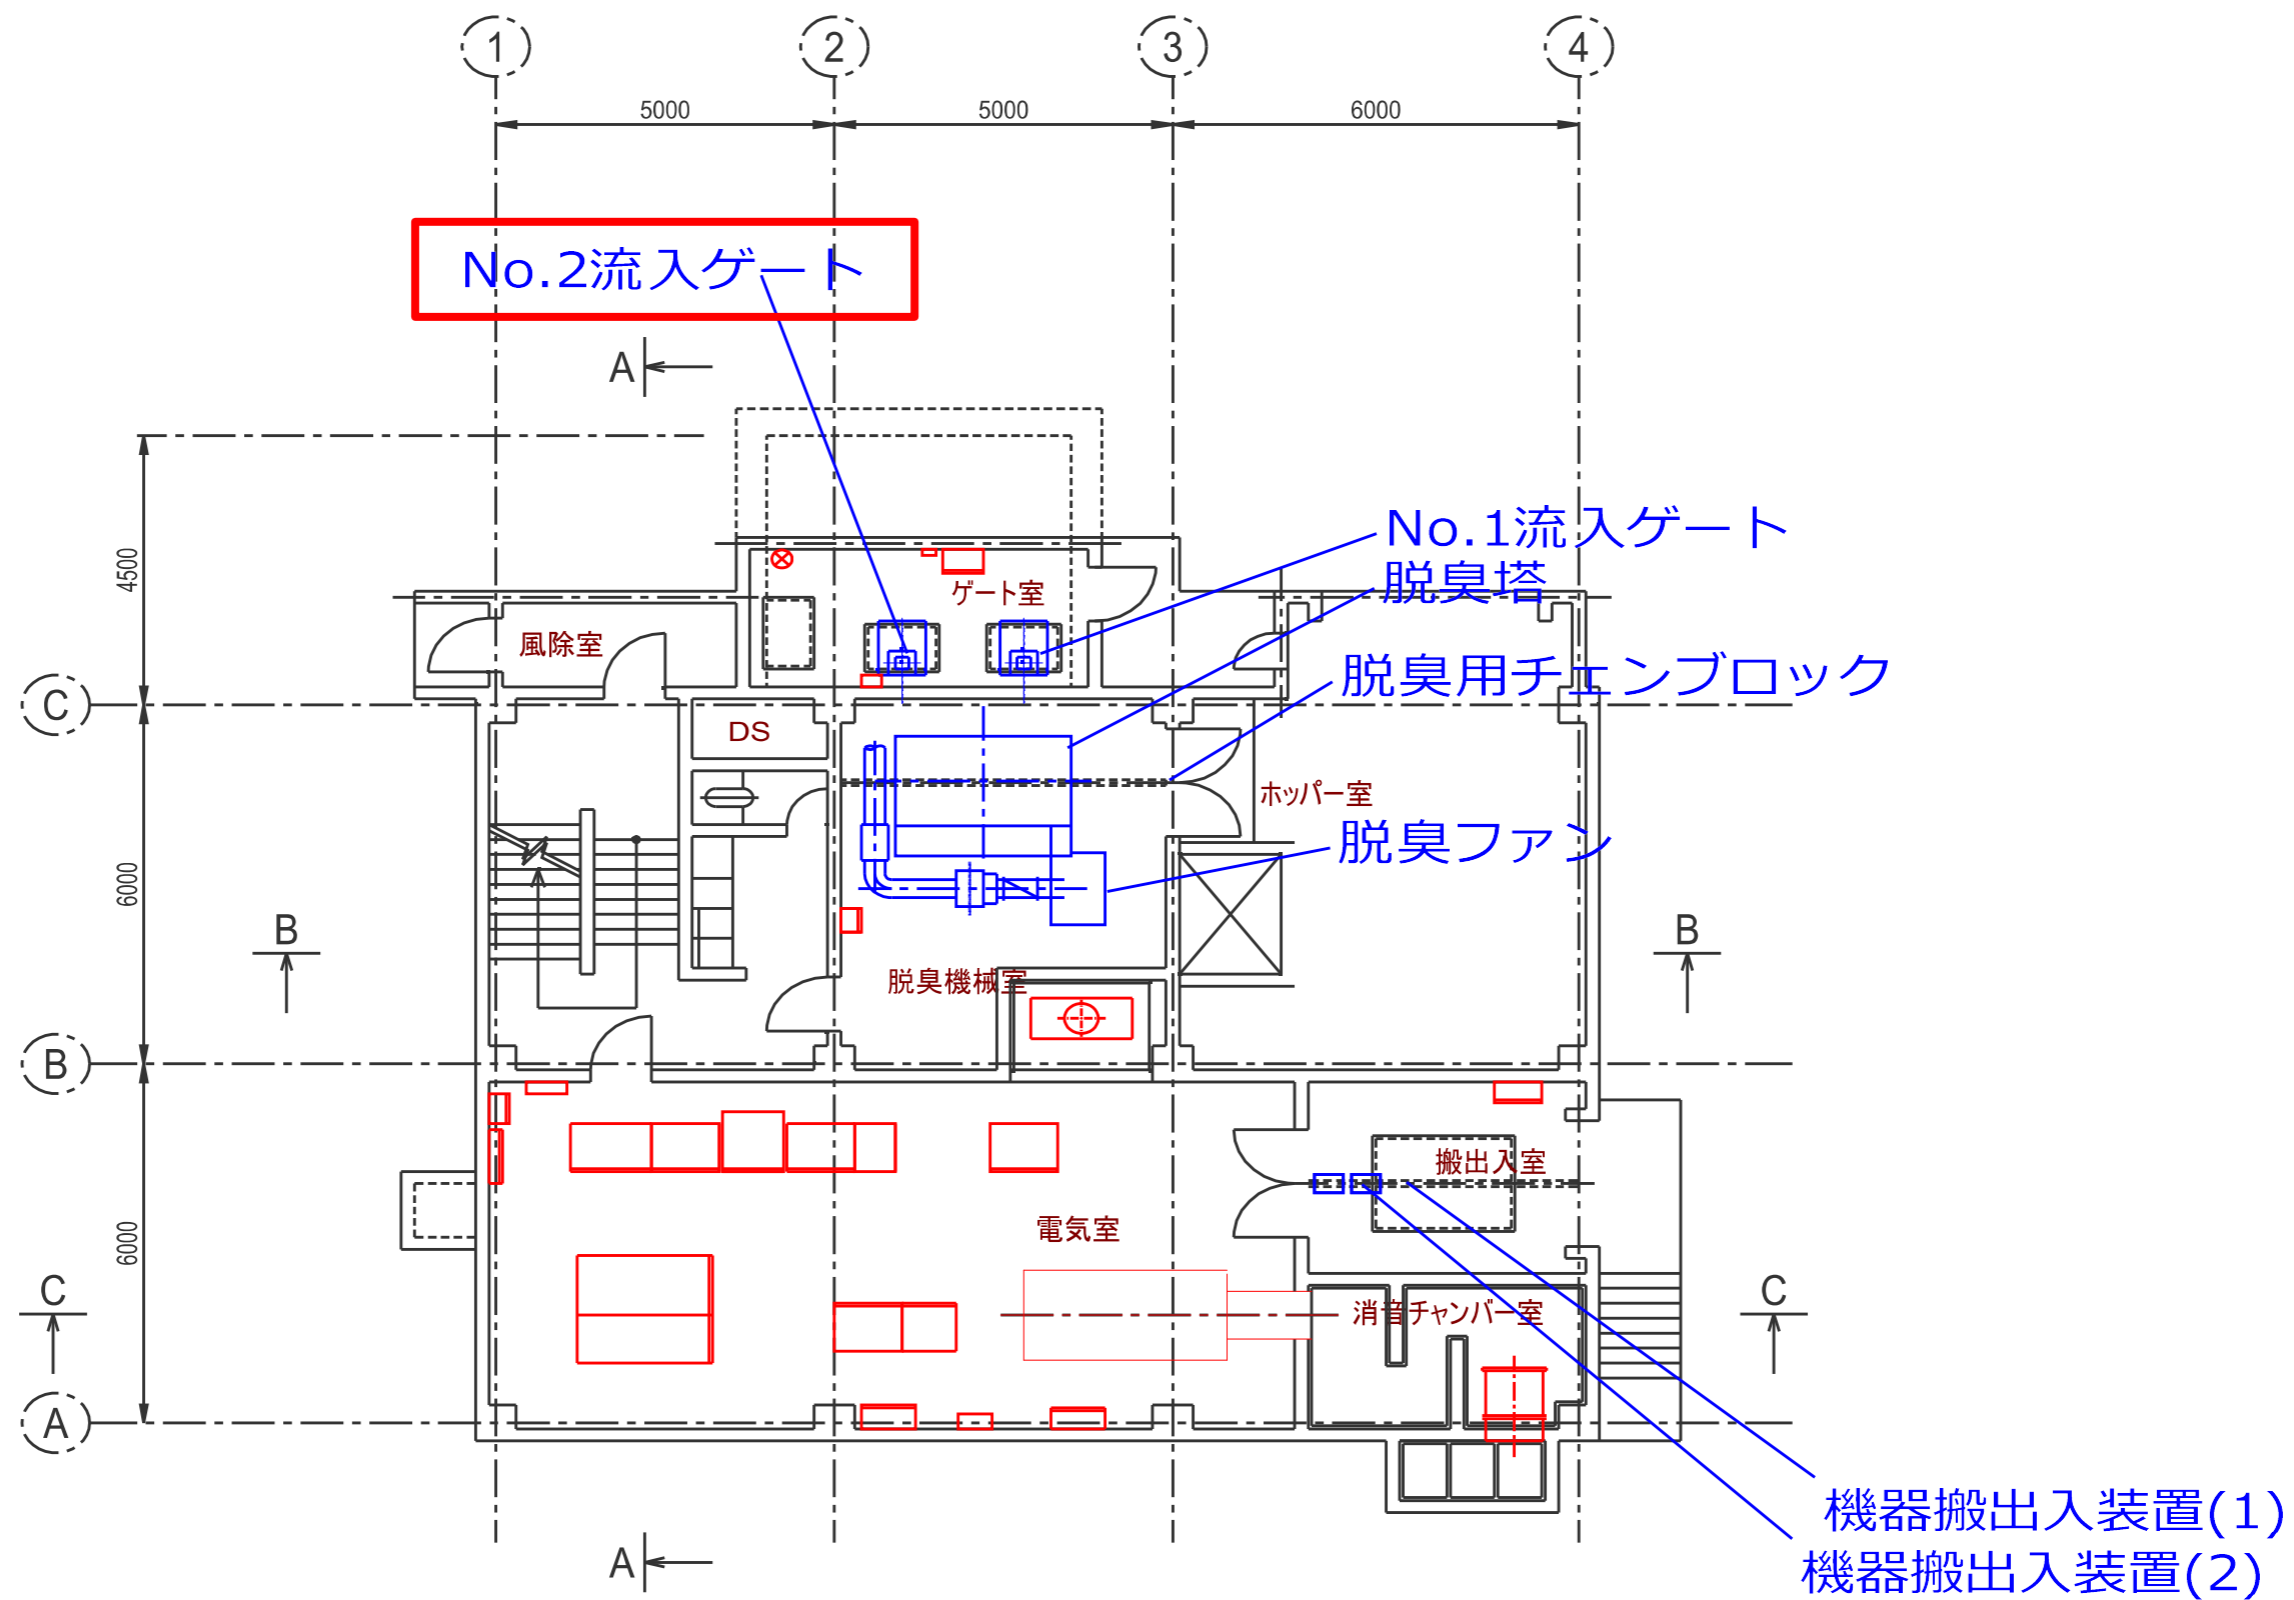 1 2 3 4
5000 5000 6000
No.2流入ゲート
A
No.1流入ゲート
4500
脱臭塔
ゲート室
風除室
脱臭用チェンブロック
C
DS
ホッパー室
脱臭ファン
6000
B B
脱臭機械室
B
搬出入室
電気室
6000
C C
消音チャンバー室
A
機器搬出入装置(1)
A
機器搬出入装置(2)